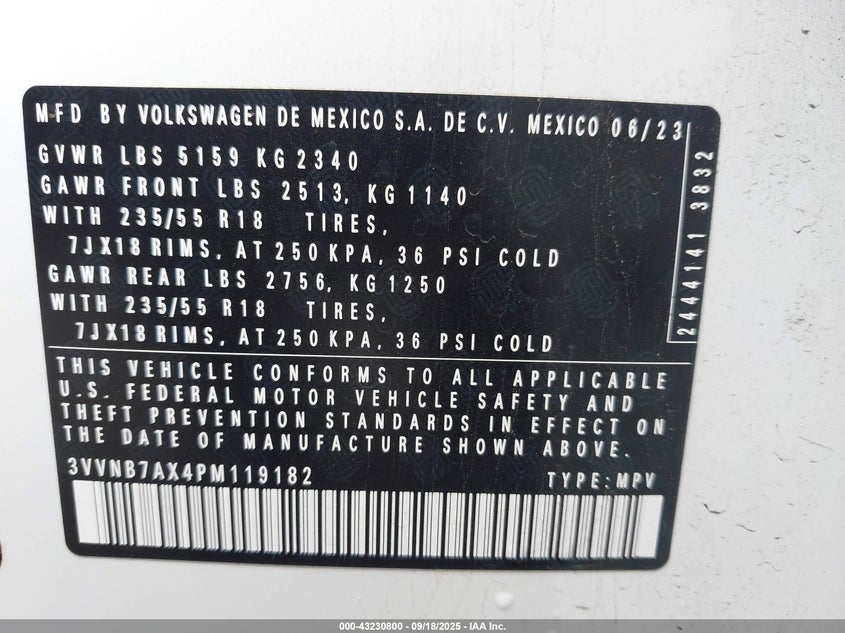 MFD BY VOLKSWAGEN DE MEXICO S.A. DE C.V. MEXICO 06/23
GVWR LBS 5159 KG 2340
GAWR FRONT LBS 2513, KG 1140
WITH 235/55 R18 TIRES,
7JX18 RIMS, AT 250 KPA, 36 PSI COLD
GAWR REAR LBS 2756, KG 1250
WITH 235/55 R18 TIRES,
7JX18 RIMS, AT 250 KPA, 36 PSI COLD
2444141 3832
THIS VEHICLE CONFORMS TO ALL APPLICABLE
U.S. FEDERAL MOTOR VEHICLE SAFETY AND
THEFT PREVENTION STANDARDS IN EFFECT ON
THE DATE OF MANUFACTURE SHOWN ABOVE.
3VVNB7AX4PM119182 TYPE: MPV
000-43230800 - 09/18/2025 - IAA Inc.